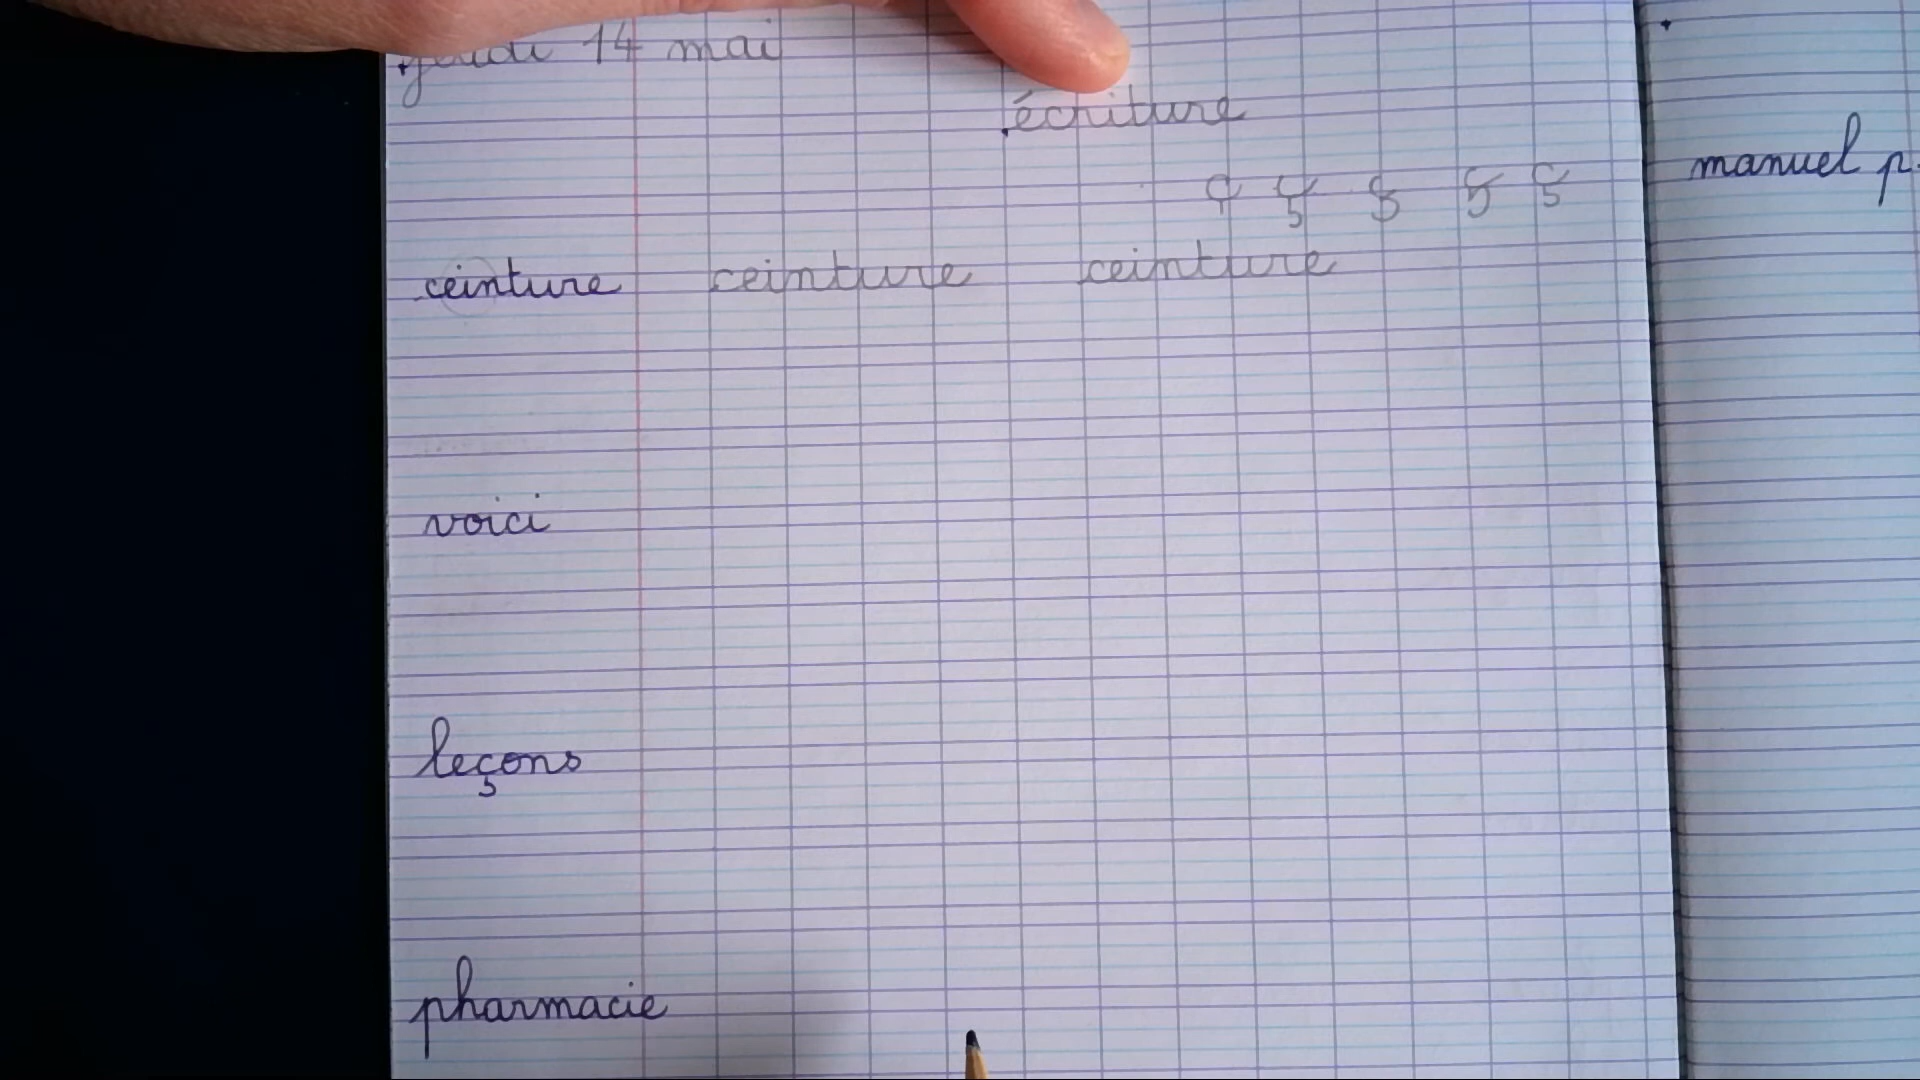 jeudi 14 mai
écriture
ceinture ceinture ceinture
voici
leçons
pharmacie
manuel p.